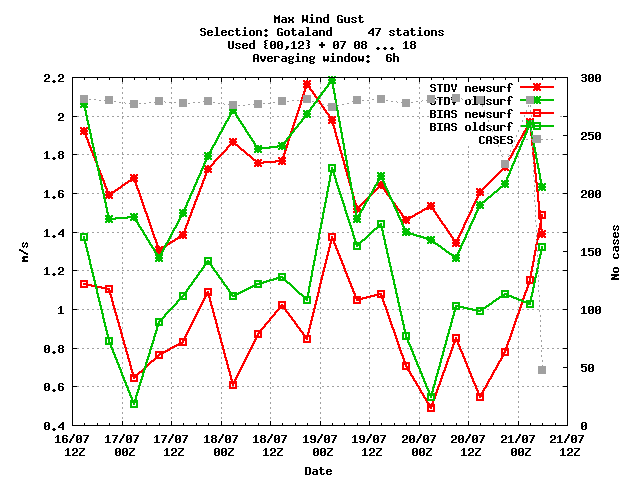 Max Wind Gust
Selection: Gotaland 47 stations
Used {00,12} + 07 08 ... 18
Averaging window: 6h
2,2
2
1.8
1.6
1.4
1.2
1
0.8
0.6
0.4
m/s
300
250
200
150
100
50
0
No cases
STDV newsurf
STDV oldsurf
BIAS newsurf
BIAS oldsurf
CASES
16/07 17/07 17/07 18/07 18/07 19/07 19/07 20/07 20/07 21/07 21/07
12Z 00Z 12Z 00Z 12Z 00Z 12Z 00Z 12Z 00Z 12Z
Date